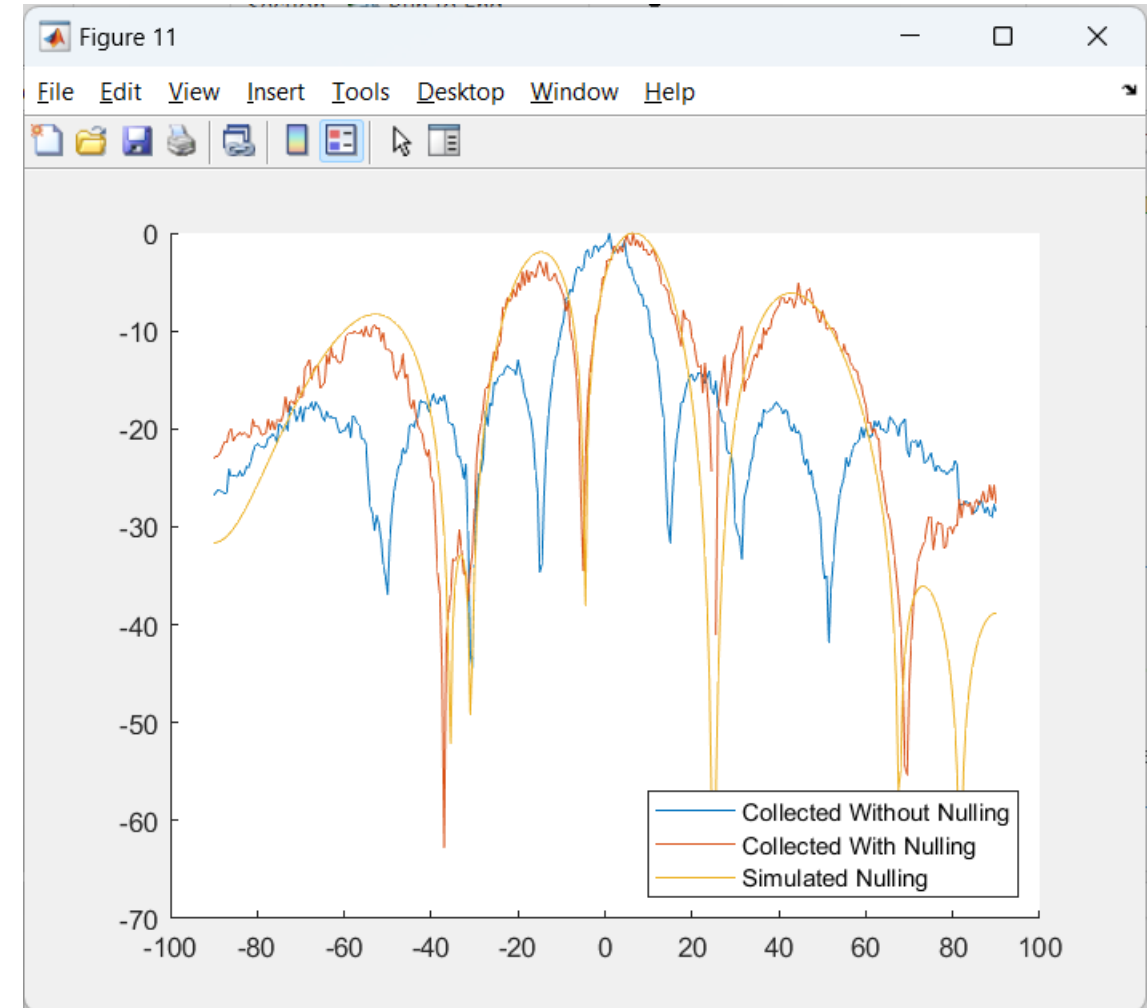 Figure 11
File Edit View Insert Tools Desktop Window Help
0
-10
-20
-30
-40
-50
-60
-70
-100 -80 -60 -40 -20 0 20 40 60 80 100
Collected Without Nulling
Collected With Nulling
Simulated Nulling